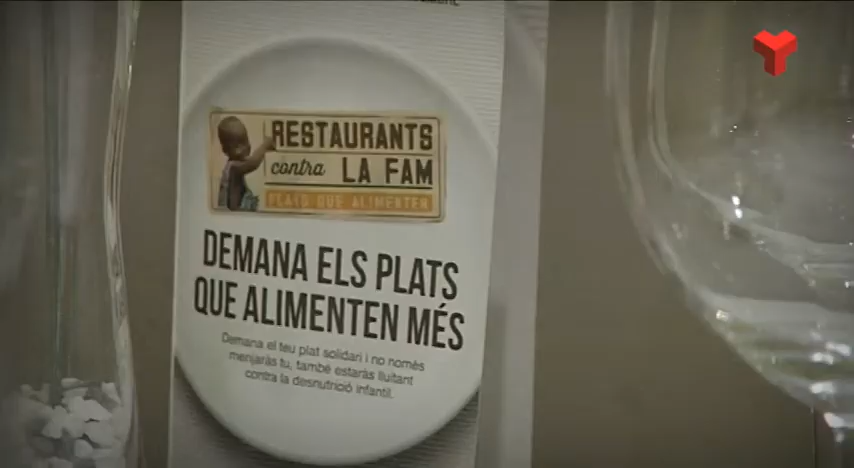 RESTAURANTS
contra LA FAM
PLATS QUE ALIMENTEN
DEMANA ELS PLATS
QUE ALIMENTEN MÉS
Demana el teu plat solidari i no només
menjaràs tu, també estaràs lluitant
contra la desnutrició infantil.